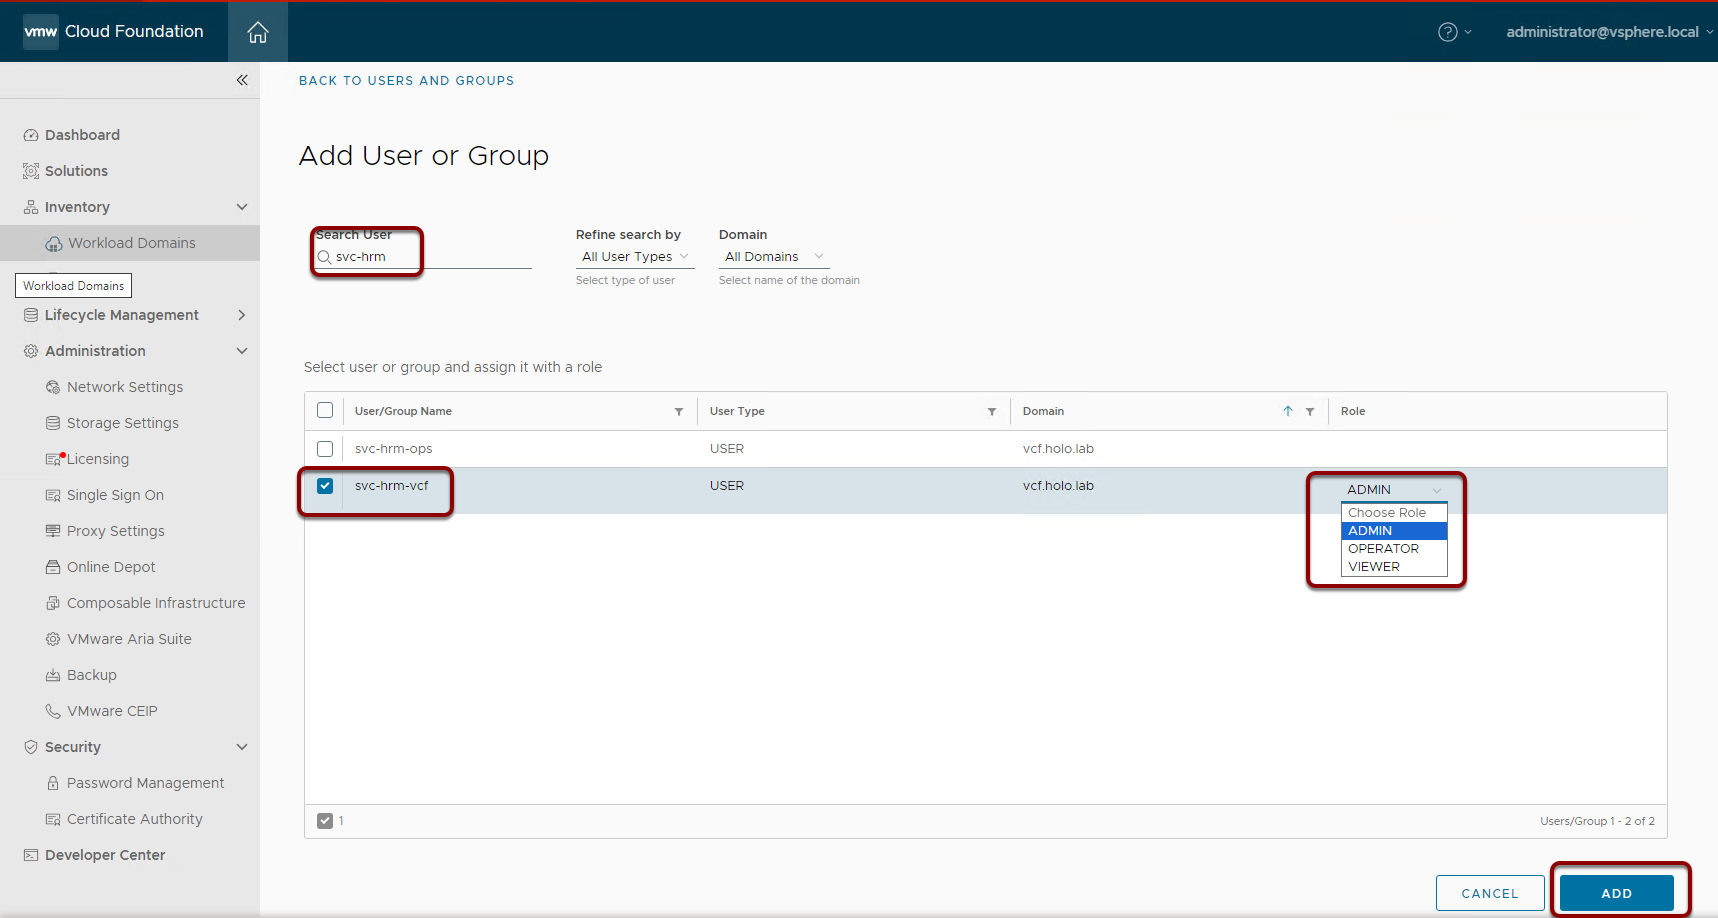 vmw Cloud Foundation
administrator@vsphere.local
BACK TO USERS AND GROUPS
Dashboard
Solutions
Inventory
Workload Domains
Workload Domains
Lifecycle Management
Administration
Network Settings
Storage Settings
Licensing
Single Sign On
Proxy Settings
Online Depot
Composable Infrastructure
VMware Aria Suite
Backup
VMware CEIP
Security
Password Management
Certificate Authority
Developer Center
Add User or Group
Search User
svc-hrm
Refine search by
All User Types
Select type of user
Domain
All Domains
Select name of the domain
Select user or group and assign it with a role
User/Group Name User Type Domain Role
svc-hrm-ops USER vcf.holo.lab
svc-hrm-vcf USER vcf.holo.lab ADMIN
Choose Role
ADMIN
OPERATOR
VIEWER
1
Users/Group 1 - 2 of 2
CANCEL
ADD